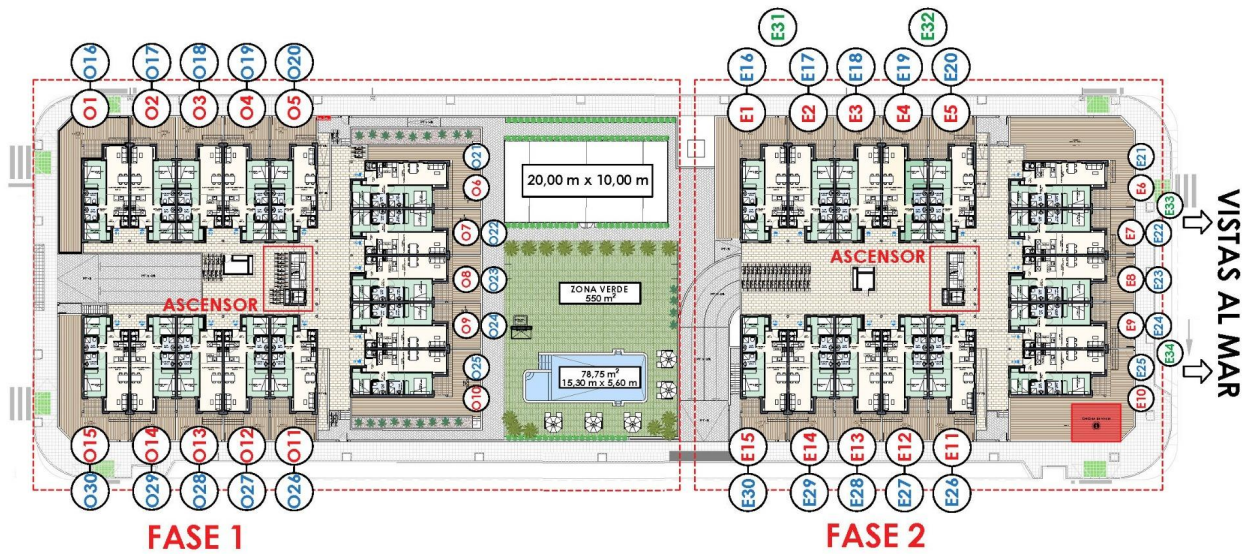 E31
E32
O16
O17
O18
O19
O20
E16
E17
E18
E19
E20
O1
O2
O3
O4
O5
E1
E2
E3
E4
E5
O21
O6
20,00 m x 10,00 m
E21
E6
E33
O7
O22
E7
E22
VISTAS AL MAR
ASCENSOR
ASCENSOR
O8
O23
ZONA VERDE
550 m²
E8
E23
O9
O24
E9
E24
E34
O25
O10
78,75 m²
15,30 m x 5,60 m
E25
E10
O15
O14
O13
O12
O11
E15
E14
E13
E12
E11
O30
O29
O28
O27
O26
E30
E29
E28
E27
E26
FASE 1
FASE 2